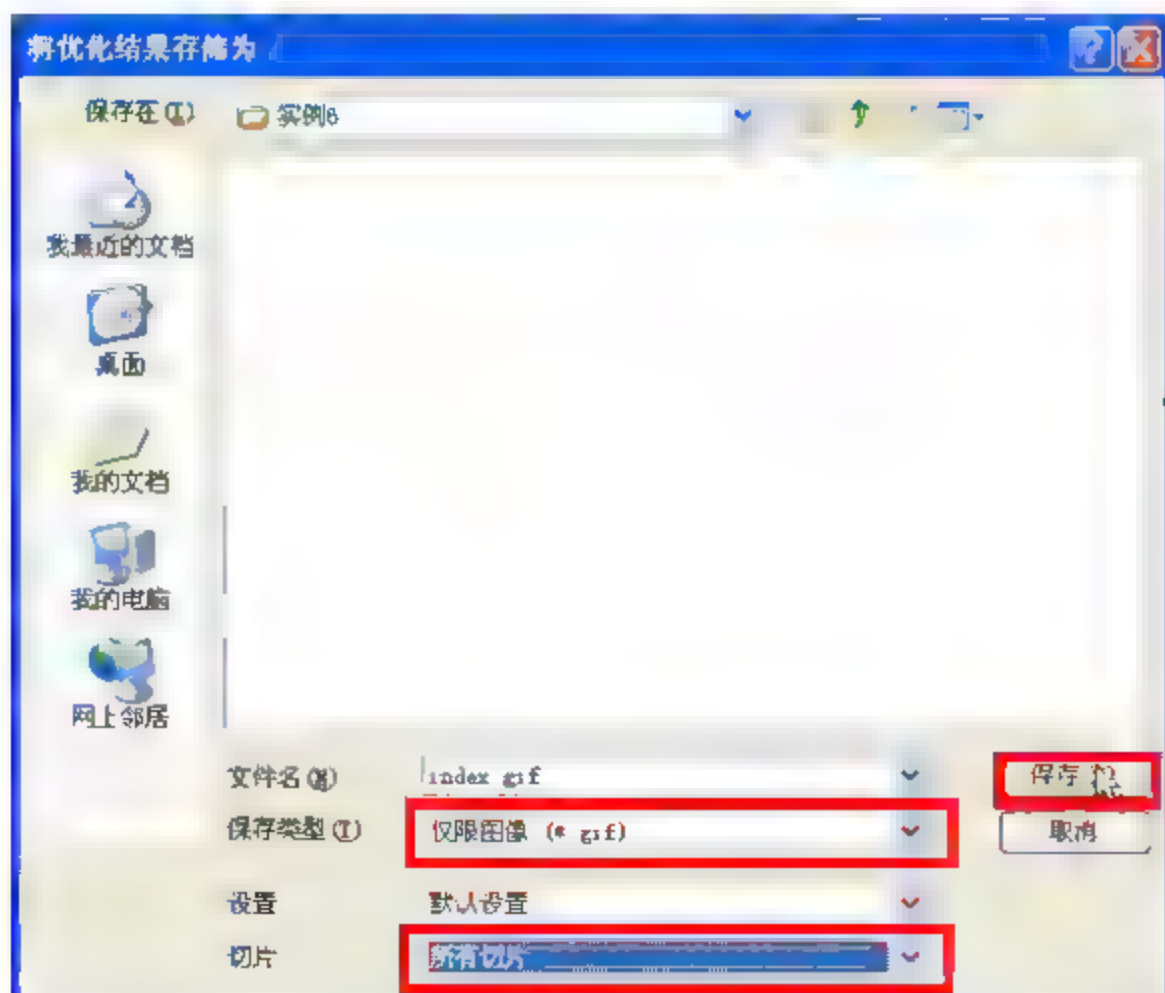 将优化结果存储为
保存在(I) 实例6
我最近的文档
桌面
我的文档
我的电脑
网上邻居
文件名(N) index gif 保存
保存类型(T) 仅限图像 (* gif) 取消
设置 默认设置
切片 所有切片